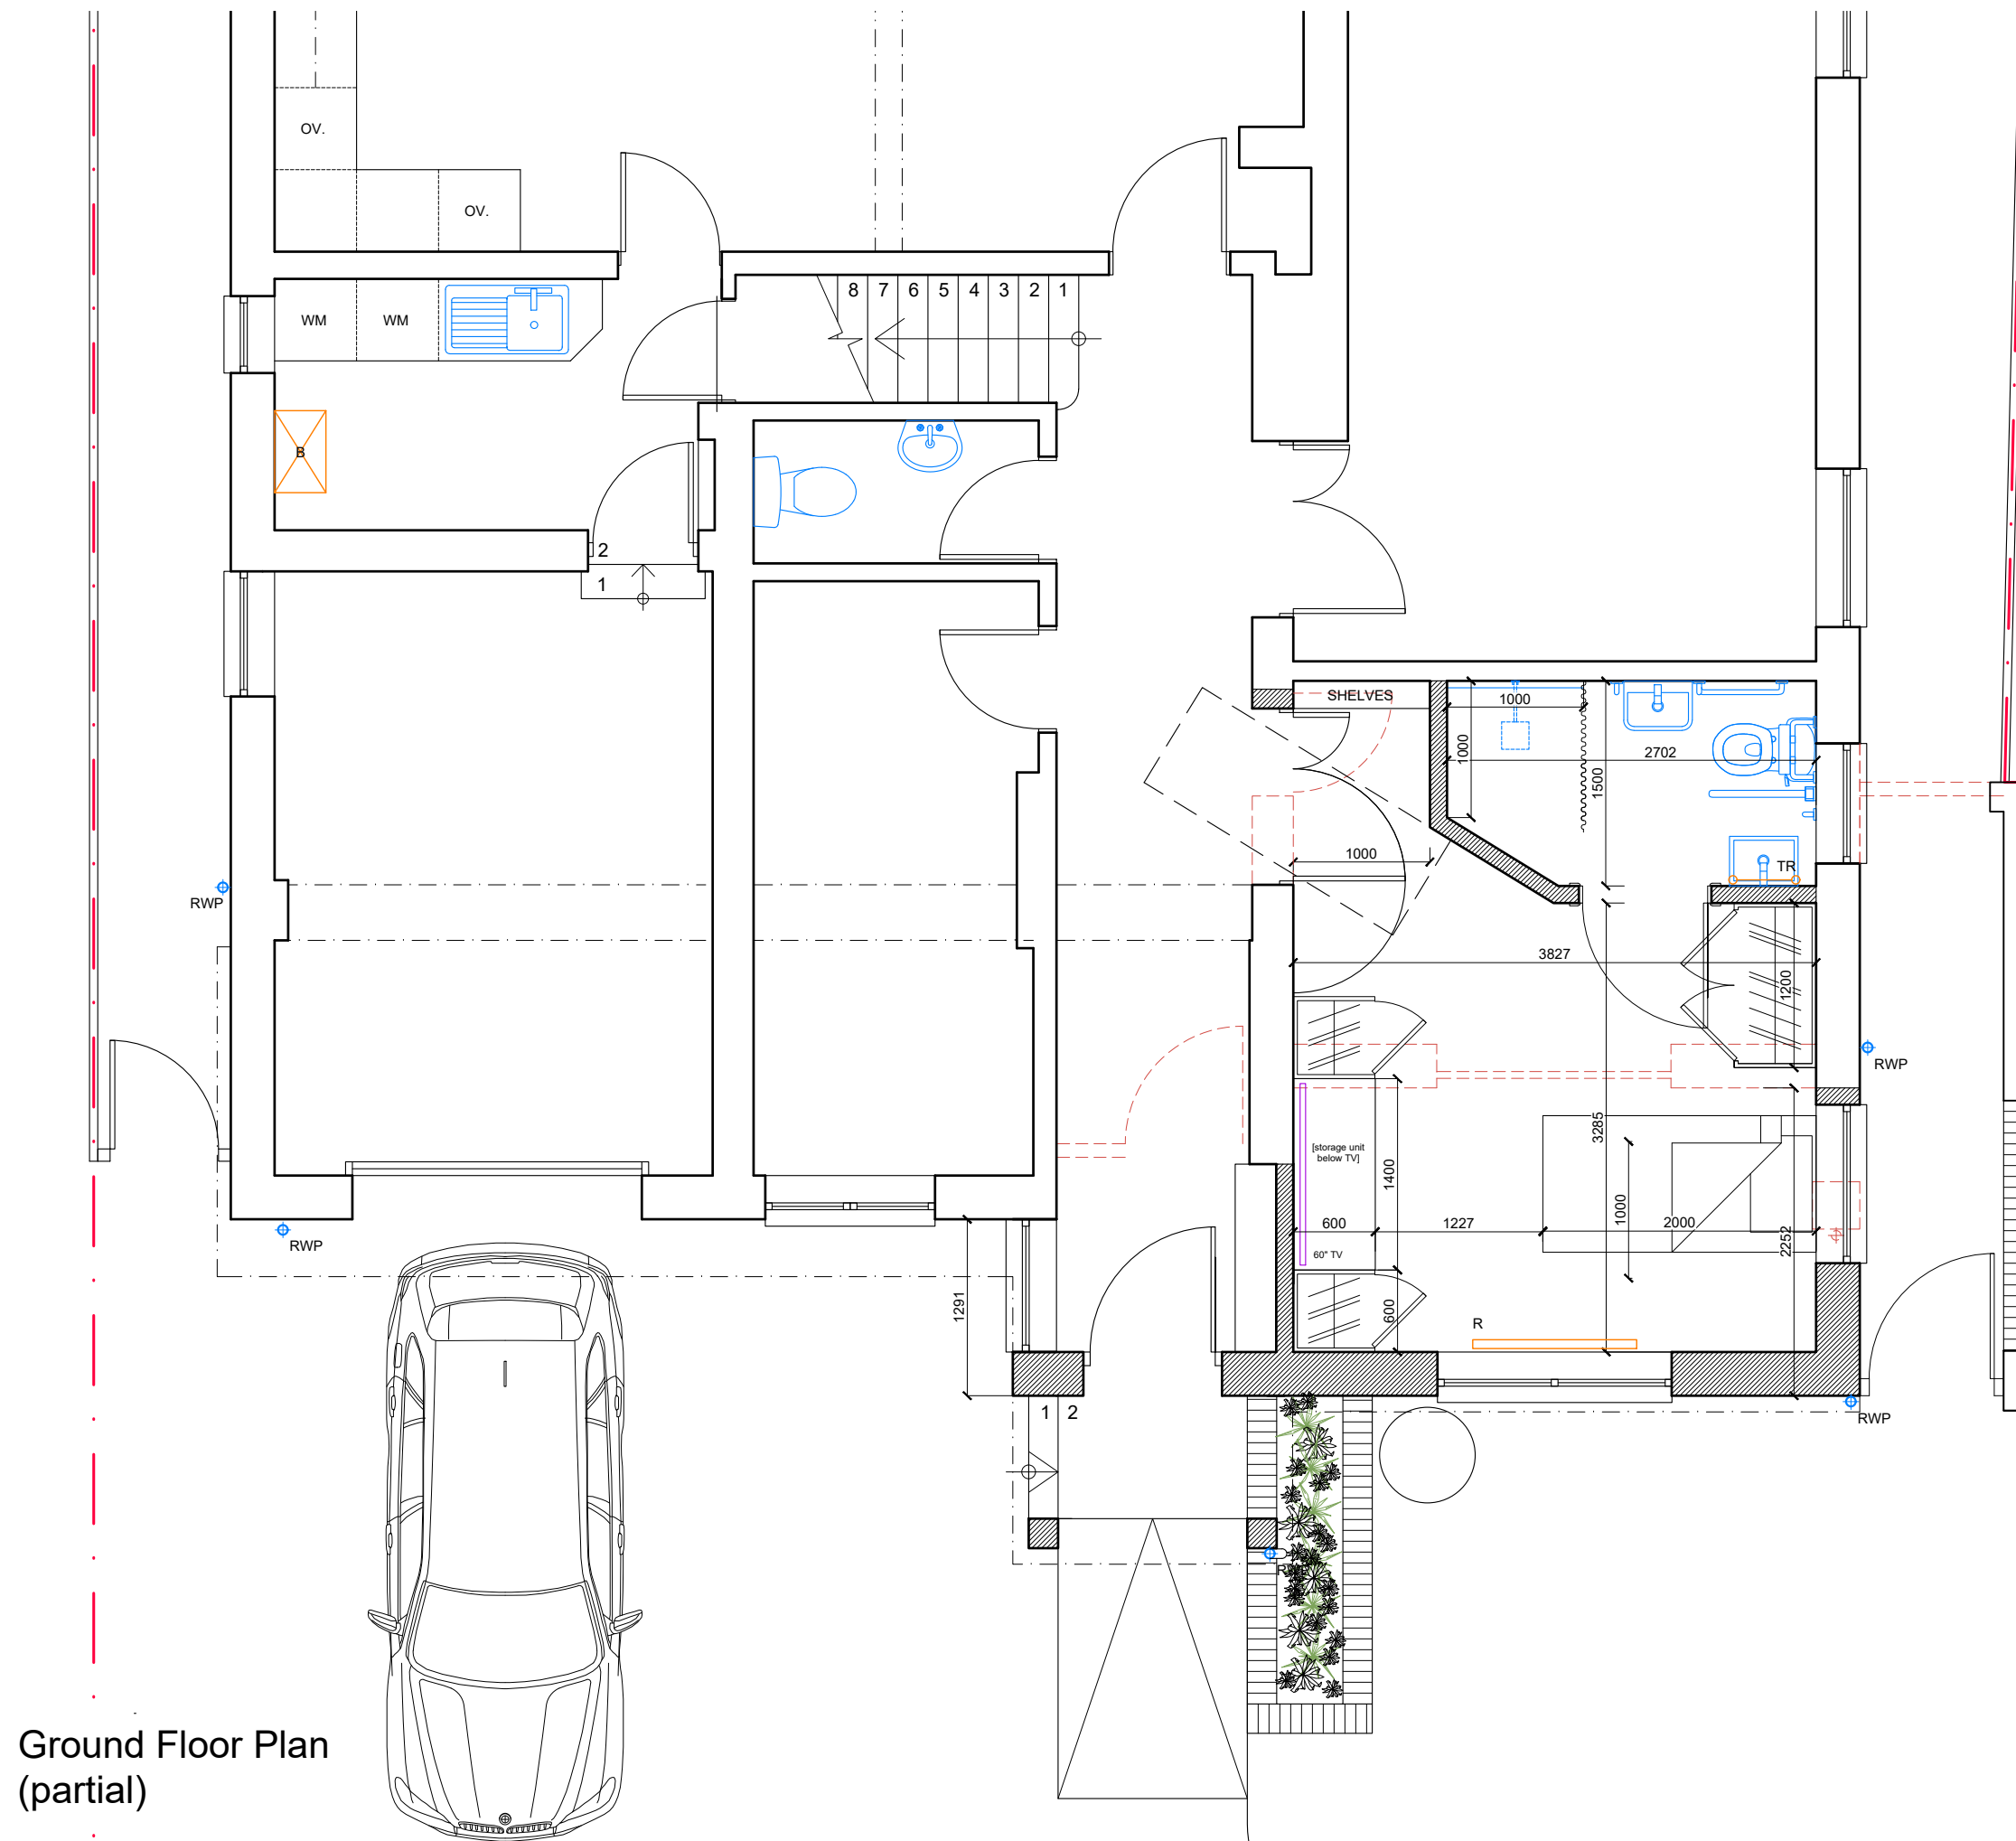 OV.
OV.
WM
WM
8 7 6 5 4 3 2 1
B
2
1
SHELVES
1000
1000
2702
1500
1000
TR
RWP
3827
1200
RWP
3285
[storage unit
below TV]
1400
1000
600
1227
2000
2252
60" TV
RWP
1291
600
R
1 2
RWP
Ground Floor Plan
(partial)